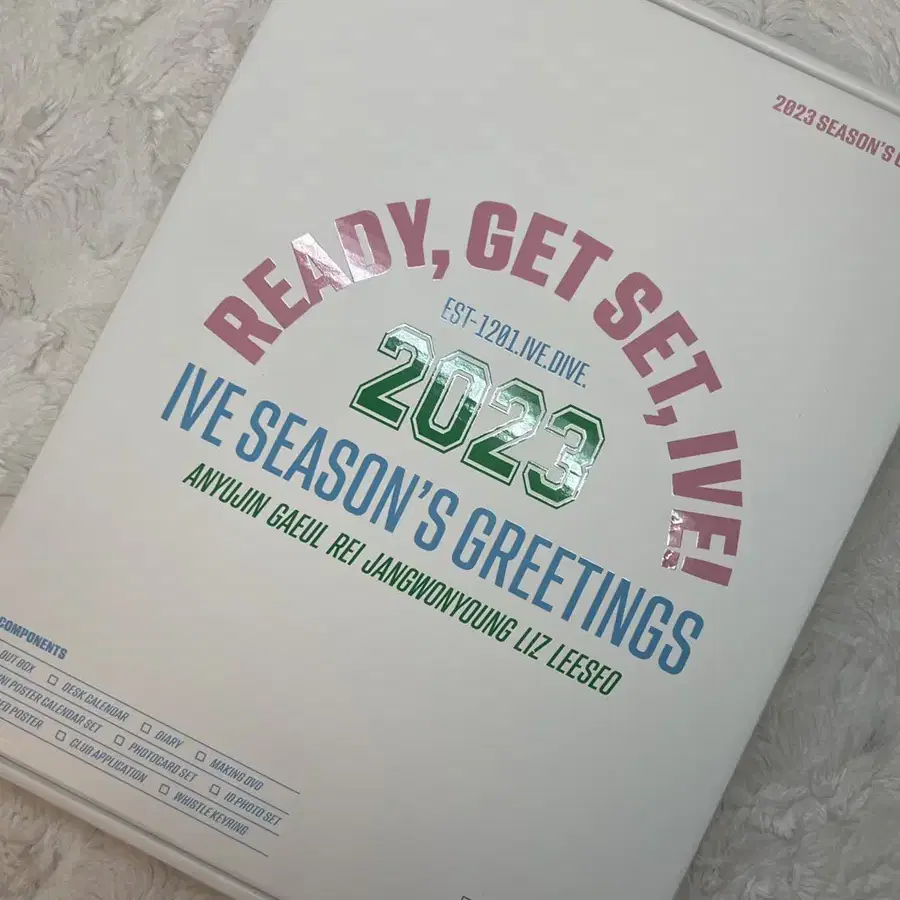 2023 SEASON'S
READY, GET SET, IVE!
EST-1201.IVE.DIVE.
2023
IVE SEASON'S GREETINGS
ANYUJIN GAEUL REI JANGWONYOUNG LIZ LEESEO
COMPONENTS
OUT BOX ☐ DESK CALENDAR ☐ DIARY ☐ MAKING DVD
POSTER CALENDAR SET ☐ PHOTOCARD SET ☐ ID PHOTO SET
POSTER ☐ CLUB APPLICATION ☐ WHISTLE KEYRING